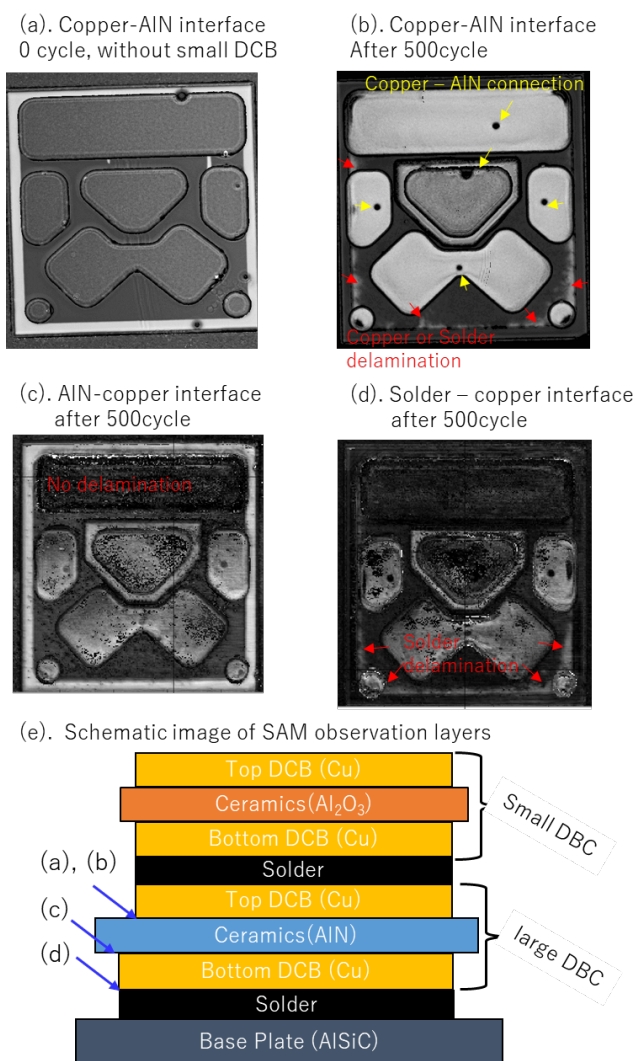 (a). Copper-AlN interface
0 cycle, without small DCB
(b). Copper-AlN interface
After 500cycle
Copper – AlN connection
Copper or Solder
delamination
(c). AlN-copper interface
after 500cycle
(d). Solder – copper interface
after 500cycle
No delamination
Solder
delamination
(e). Schematic image of SAM observation layers
Top DCB (Cu)
Ceramics(Al₂O₃)
Bottom DCB (Cu)
Solder
Small DBC
(a), (b)
Top DCB (Cu)
(c)
Ceramics(AlN)
(d)
Bottom DCB (Cu)
large DBC
Solder
Base Plate (AlSiC)